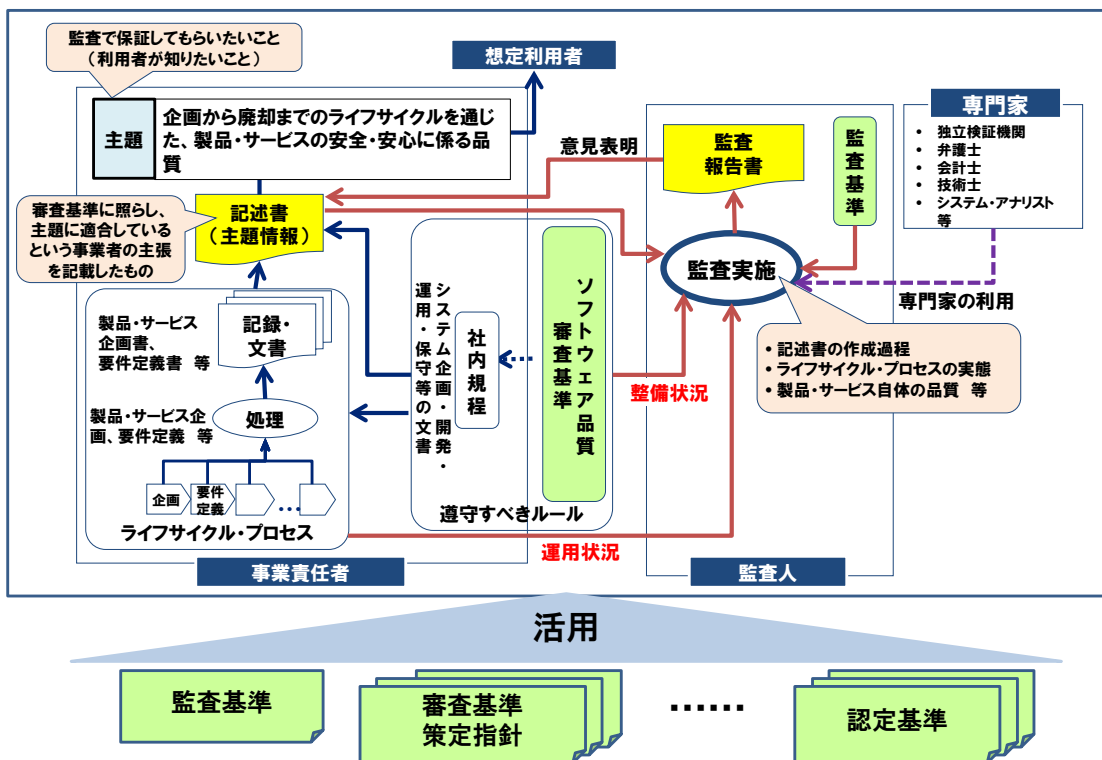 監査で保証してもらいたいこと
（利用者が知りたいこと）
想定利用者
主題
企画から廃却までのライフサイクルを通じ
た、製品・サービスの安全・安心に係る品
質
審査基準に照らし、
主題に適合している
という事業者の主張
を記載したもの
記述書
（主題情報）
意見表明
監査
報告書
監査基準
専門家
• 独立検証機関
• 弁護士
• 会計士
• 技術士
• システム・アナリスト
等
監査実施
専門家の利用
・記述書の作成過程
・ライフサイクル・プロセスの実態
・製品・サービス自体の品質 等
製品・サービス
企画書、
要件定義書 等
記録・
文書
製品・サービス企
画、要件定義 等
処理
企画
要件
定義
…
ライフサイクル・プロセス
システム企画・開発・
運用・保守等の文書
社内規程
ソフトウェア品質
審査基準
遵守すべきルール
整備状況
運用状況
事業責任者
監査人
活用
監査基準
審査基準
策定指針
……
認定基準